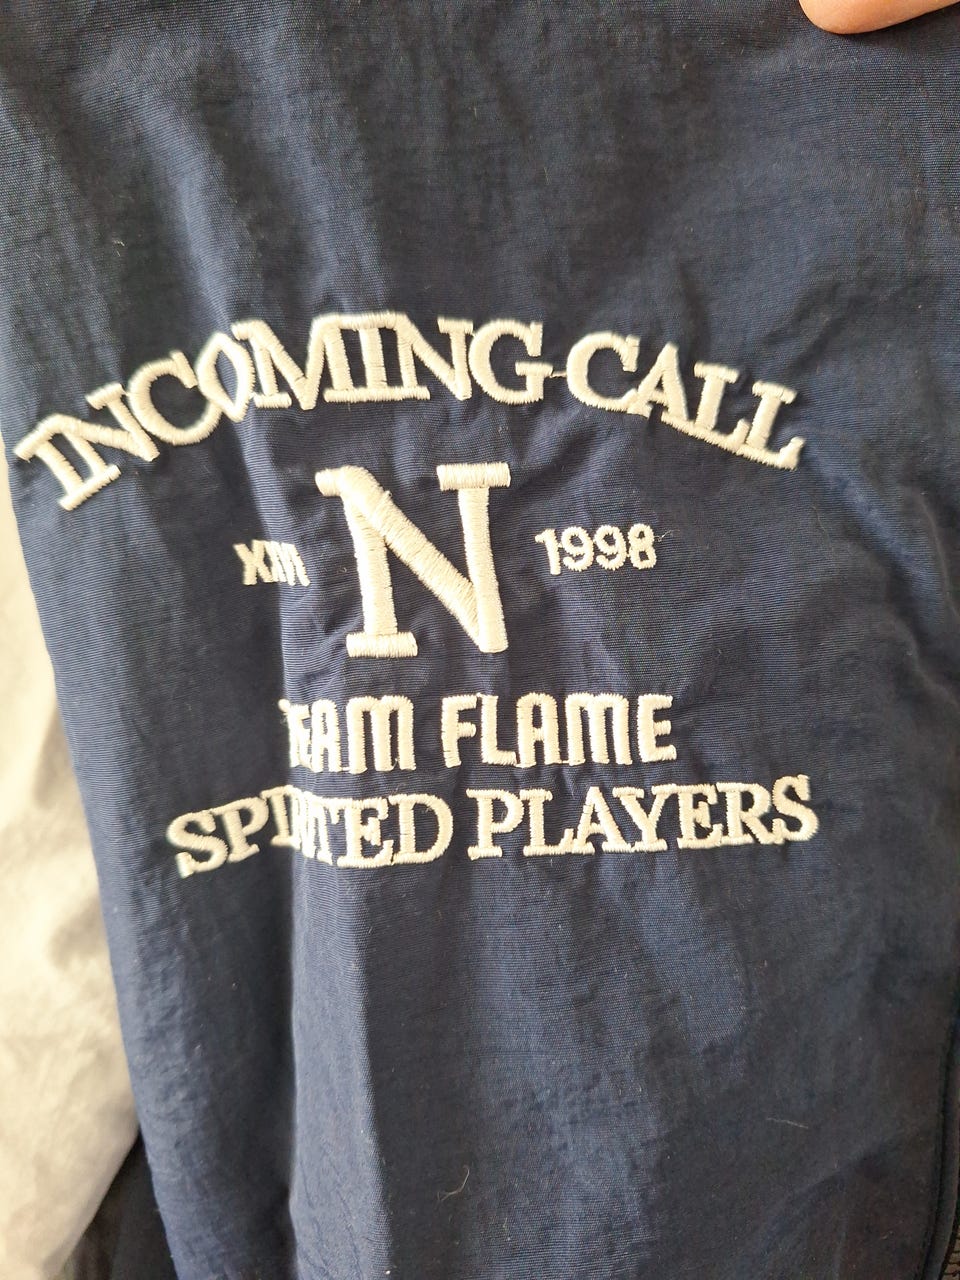 INCOMING-CALL
N 1998
TEAM FLAME
SPIRITED PLAYERS